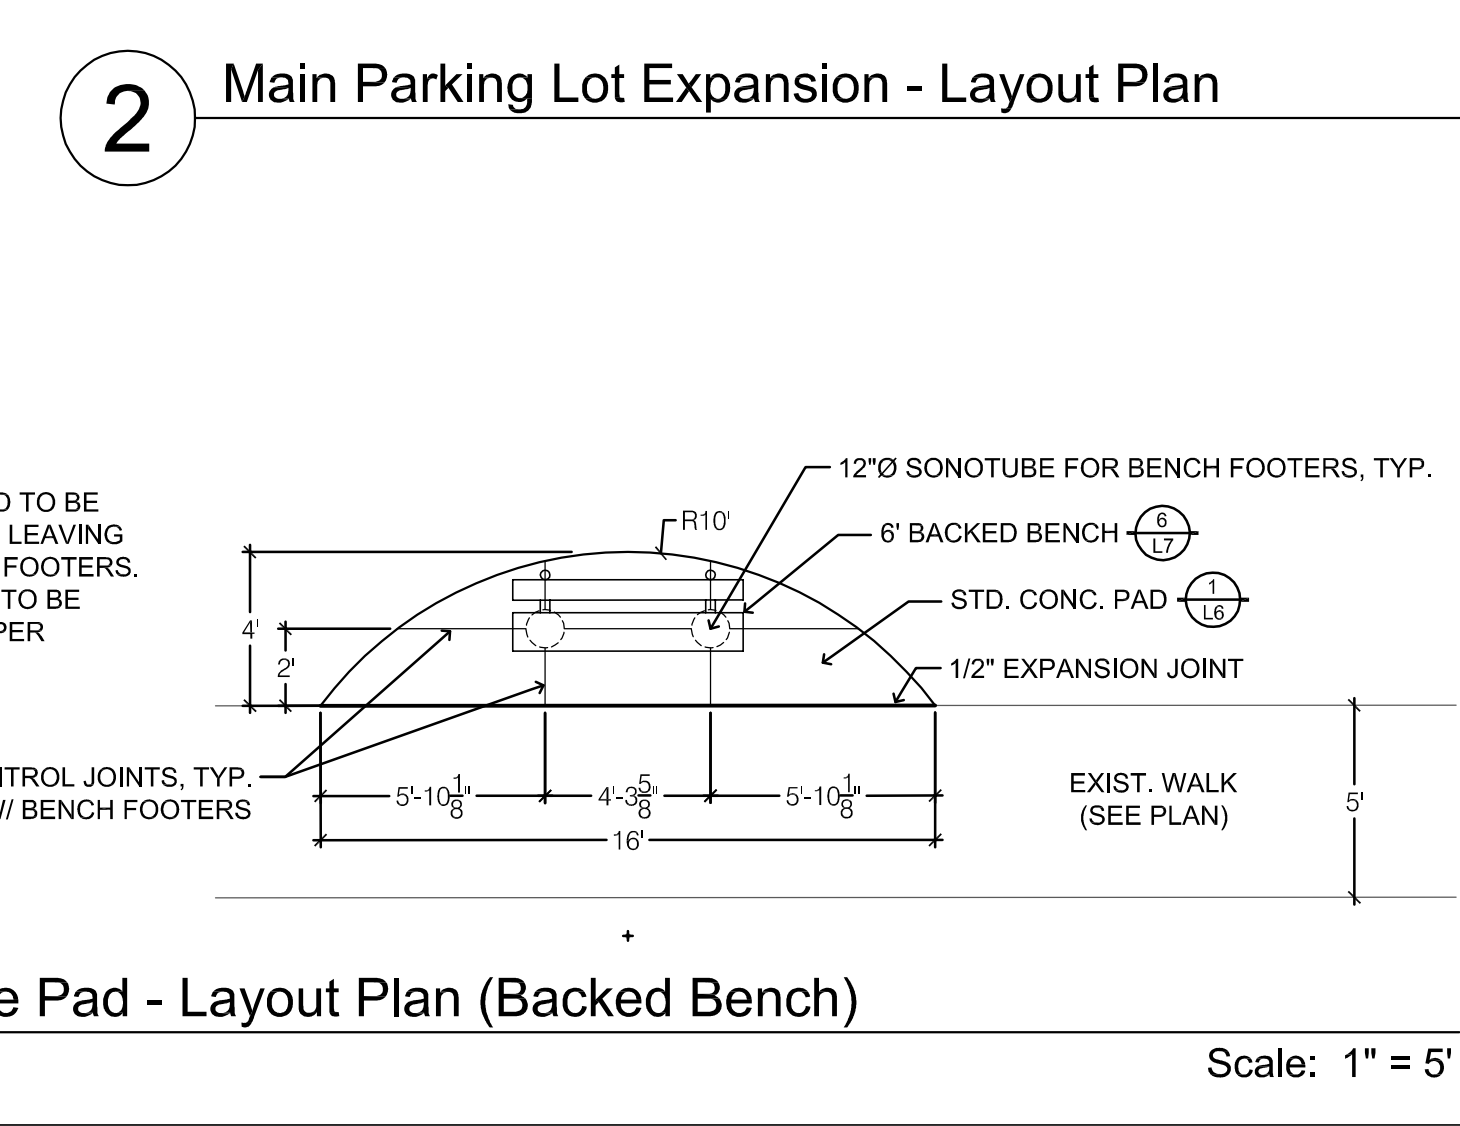 2
Main Parking Lot Expansion - Layout Plan
12"Ø SONOTUBE FOR BENCH FOOTERS, TYP.
TO BE
LEAVING
FOOTERS.
TO BE
R10'
6' BACKED BENCH
6
L7
STD. CONC. PAD
1
L6
4'
2'
1/2" EXPANSION JOINT
JOINTS, TYP.
W/ BENCH FOOTERS
5'-10 1/8"
4'-3 5/8"
5'-10 1/8"
16'
EXIST. WALK
(SEE PLAN)
5'
Pad - Layout Plan (Backed Bench)
Scale: 1" = 5'